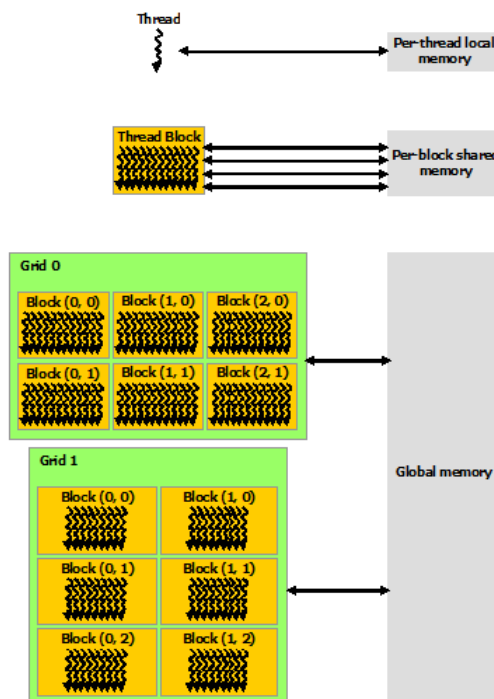 Thread
Per-thread local
memory
Thread Block
Per-block shared
memory
Grid 0
Block (0, 0) Block (1, 0) Block (2, 0)
Block (0, 1) Block (1, 1) Block (2, 1)
Grid 1
Block (0, 0) Block (1, 0)
Global memory
Block (0, 1) Block (1, 1)
Block (0, 2) Block (1, 2)